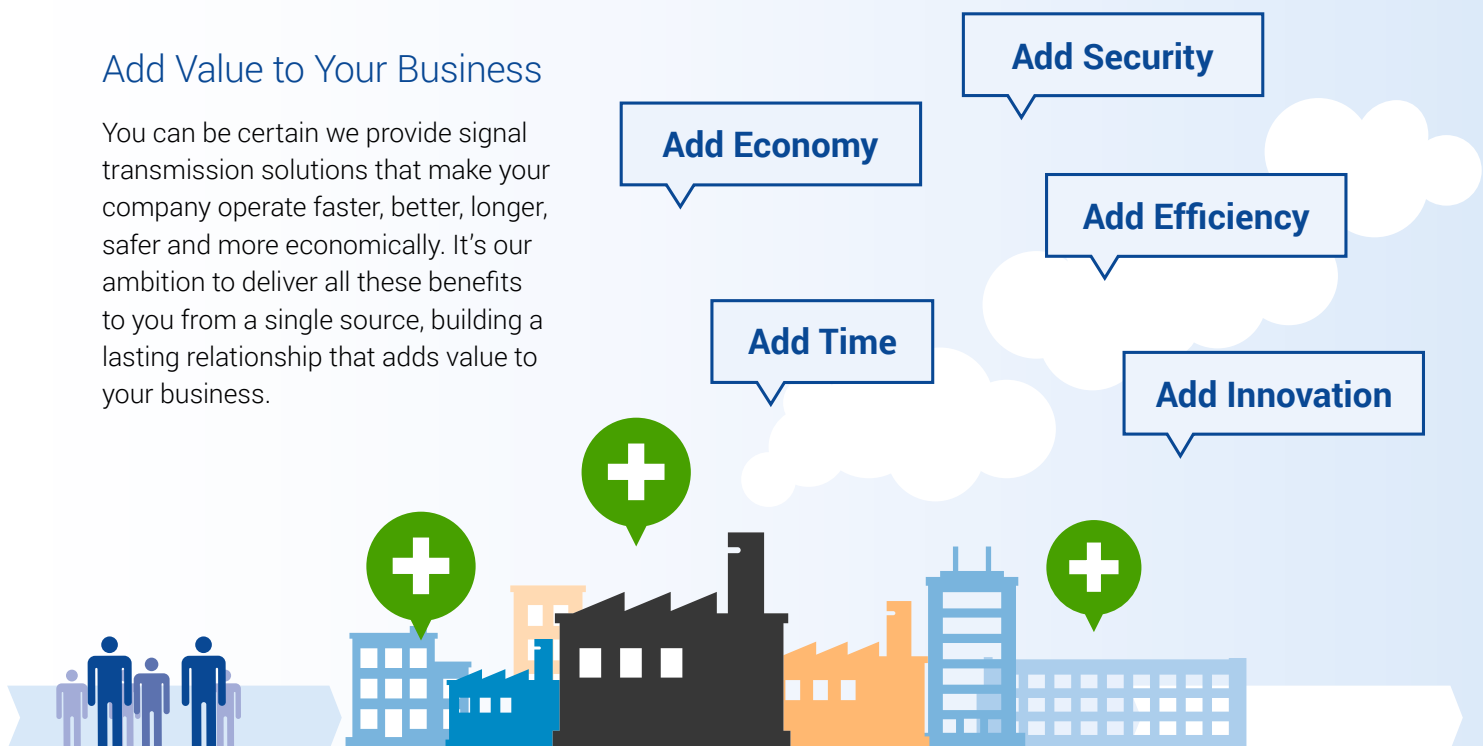 Add Value to Your Business
You can be certain we provide signal
transmission solutions that make your
company operate faster, better, longer,
safer and more economically. It's our
ambition to deliver all these benefits
to you from a single source, building a
lasting relationship that adds value to
your business.
Add Security
Add Economy
Add Efficiency
Add Time
Add Innovation